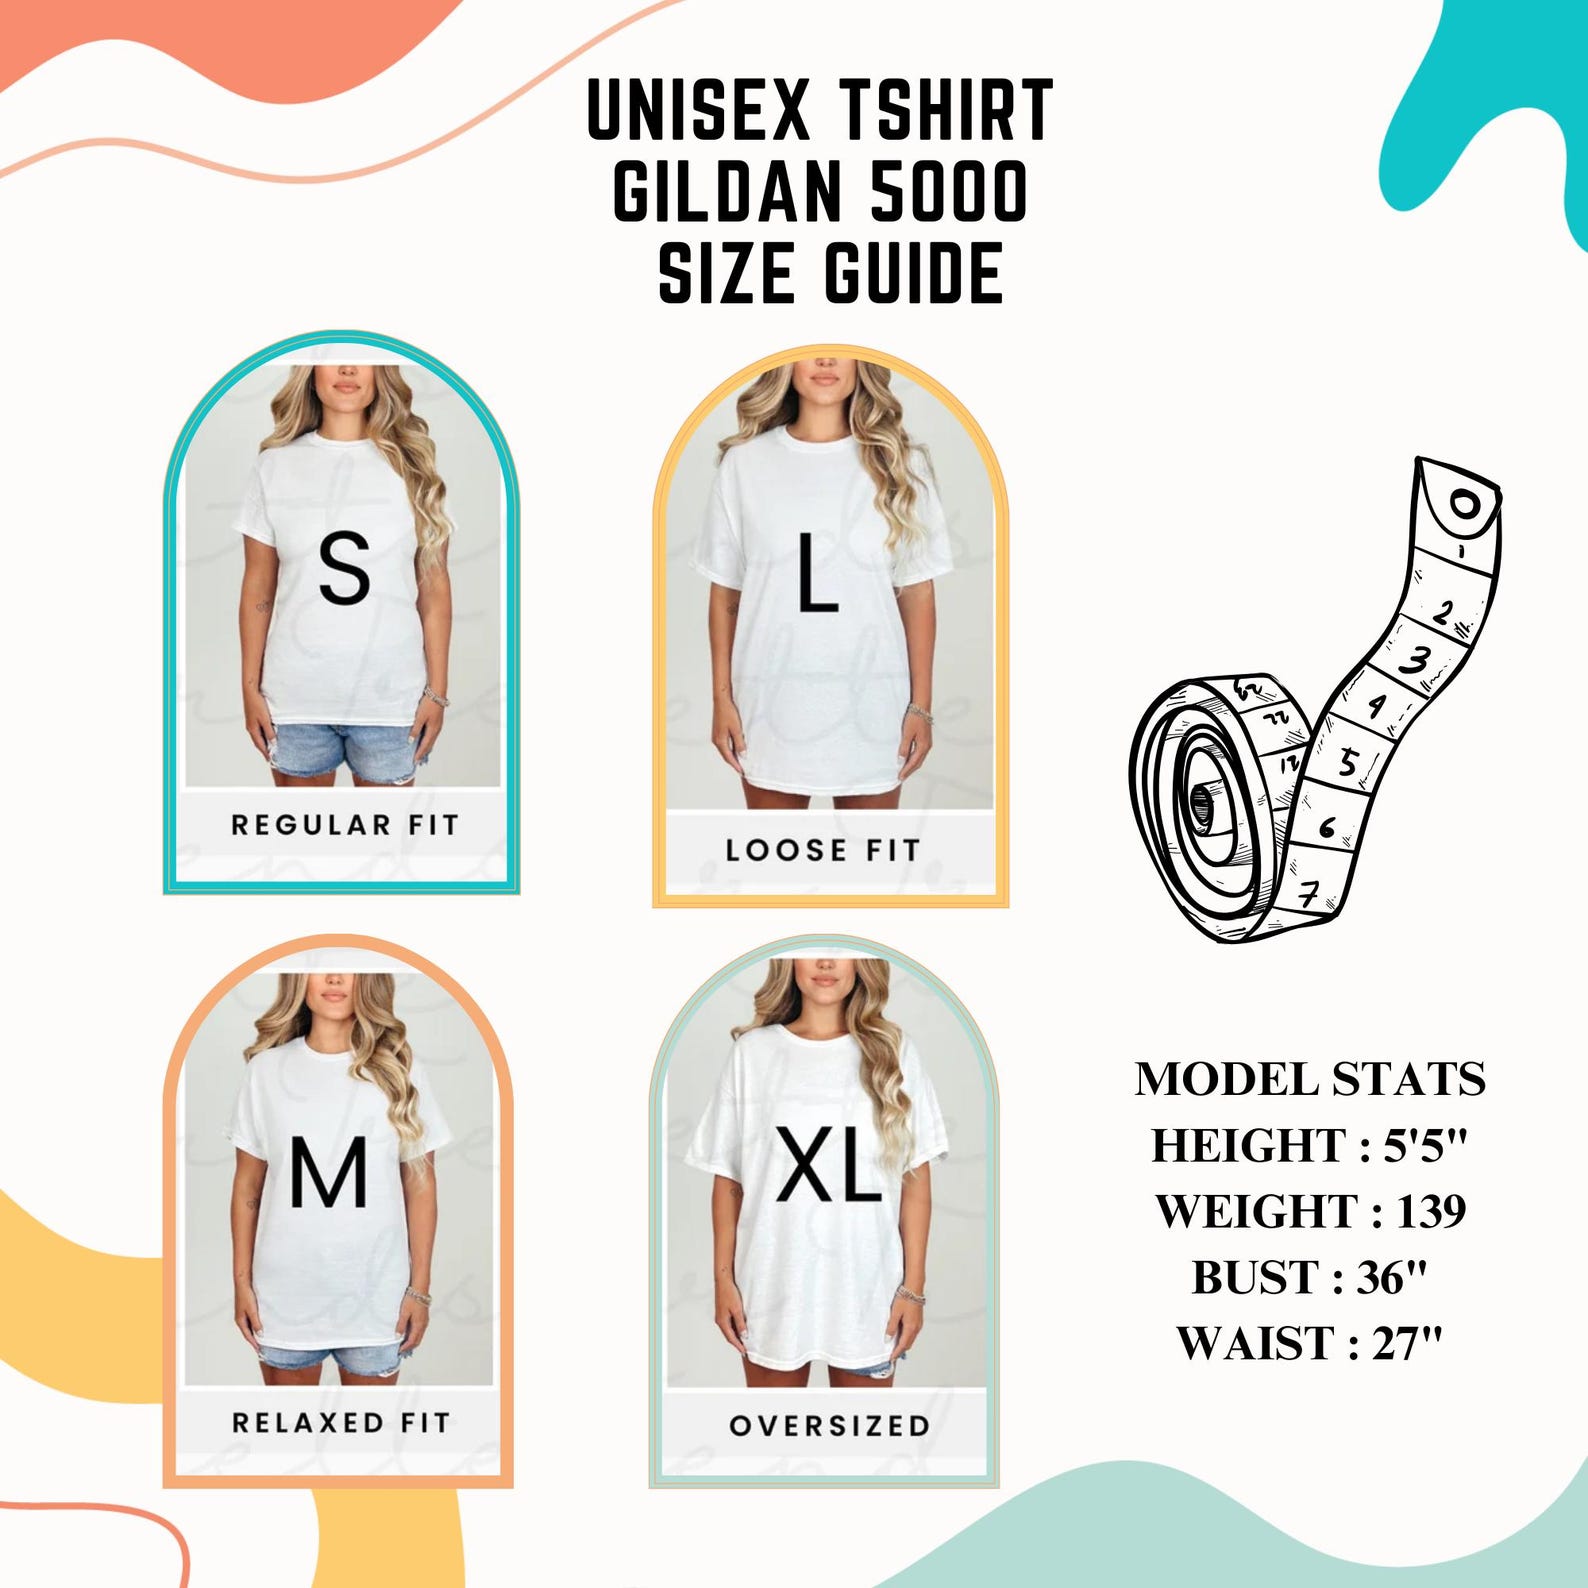 UNISEX TSHIRT
GILDAN 5000
SIZE GUIDE
S
REGULAR FIT
L
LOOSE FIT
M
RELAXED FIT
XL
OVERSIZED
0
1
2
3
4
5
6
7
12
MODEL STATS
HEIGHT : 5'5"
WEIGHT : 139
BUST : 36"
WAIST : 27"